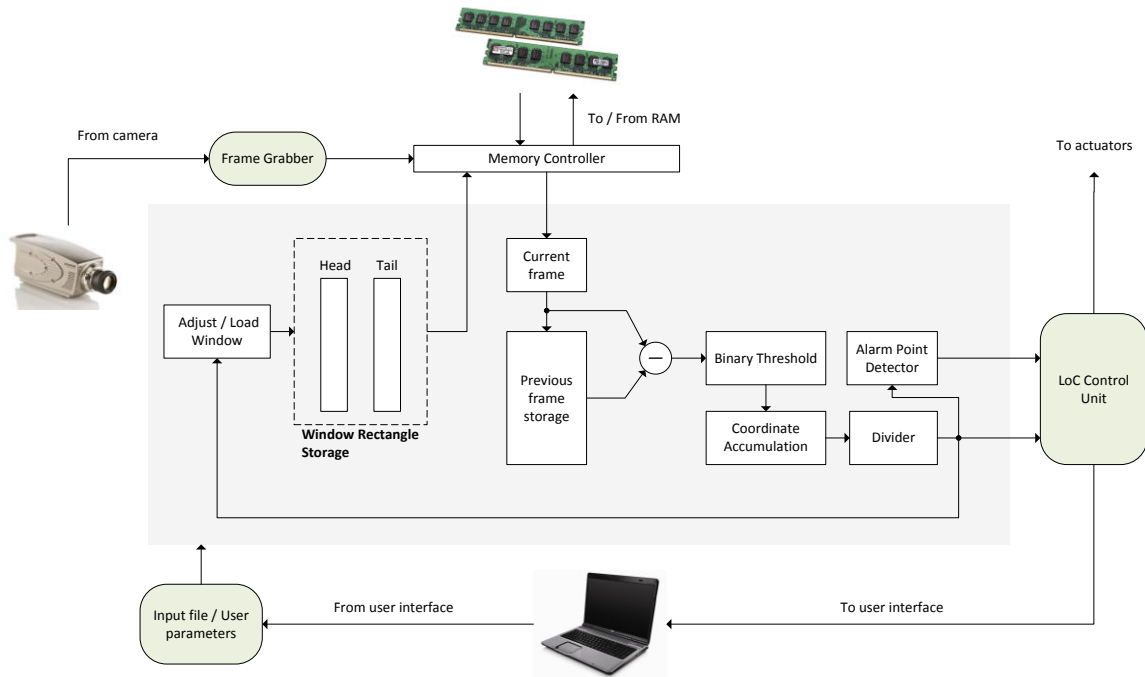 To / From RAM
From camera
To actuators
Frame Grabber
Memory Controller
Current
frame
Head
Tail
Adjust / Load
Window
Binary Threshold
Alarm Point
Detector
LoC Control
Unit
Previous
frame
storage
Window Rectangle
Storage
Coordinate
Accumulation
Divider
Input file / User
parameters
From user interface
To user interface